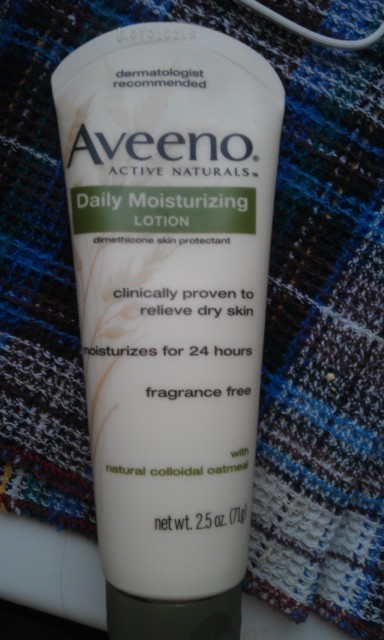 dermatologist
recommended
Aveeno®
ACTIVE NATURALS™
Daily Moisturizing
LOTION
dimethicone skin protectant
clinically proven to
relieve dry skin
moisturizes for 24 hours
fragrance free
with
natural colloidal oatmeal
net wt. 2.5 oz. (71g)